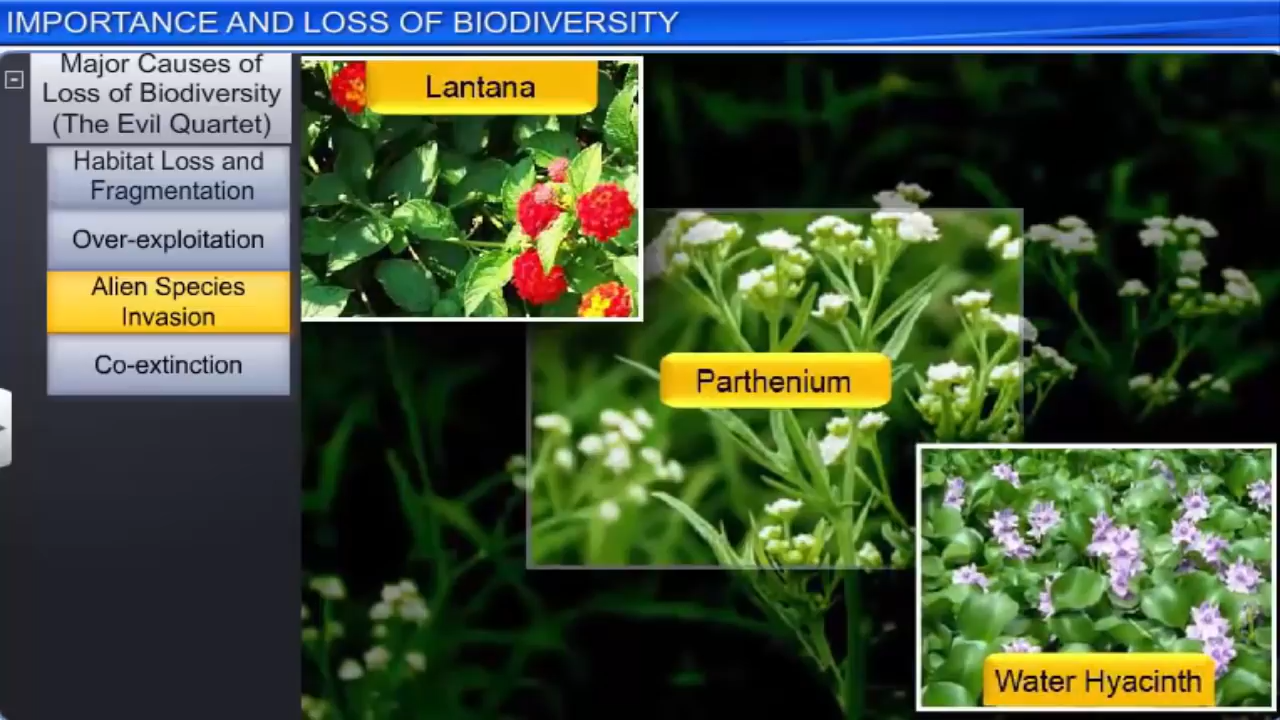 IMPORTANCE AND LOSS OF BIODIVERSITY
Major Causes of
Loss of Biodiversity
(The Evil Quartet)
Habitat Loss and
Fragmentation
Over-exploitation
Alien Species
Invasion
Co-extinction
Lantana
Parthenium
Water Hyacinth